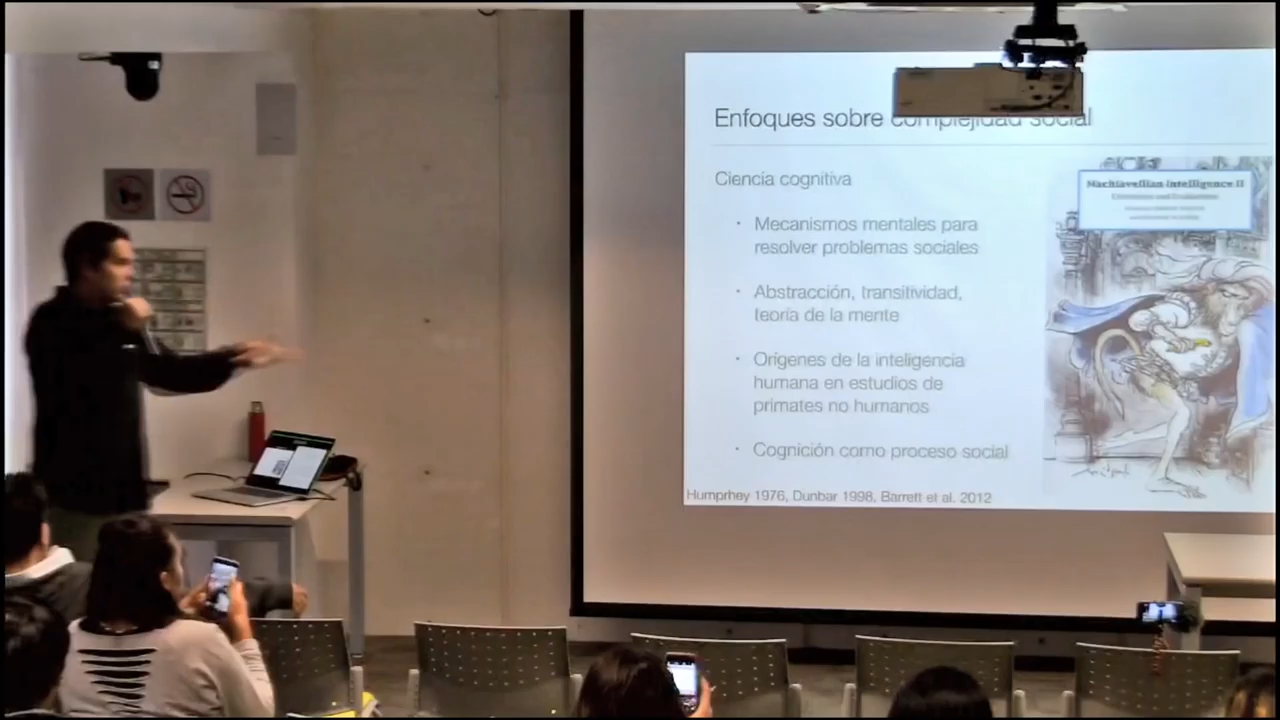 Enfoques sobre complejidad social
Ciencia cognitiva
· Mecanismos mentales para
resolver problemas sociales
· Abstracción, transitividad,
teoría de la mente
· Orígenes de la inteligencia
humana en estudios de
primates no humanos
· Cognición como proceso social
Humprhey 1976, Dunbar 1998, Barrett et al. 2012
Machiavellian Intelligence II